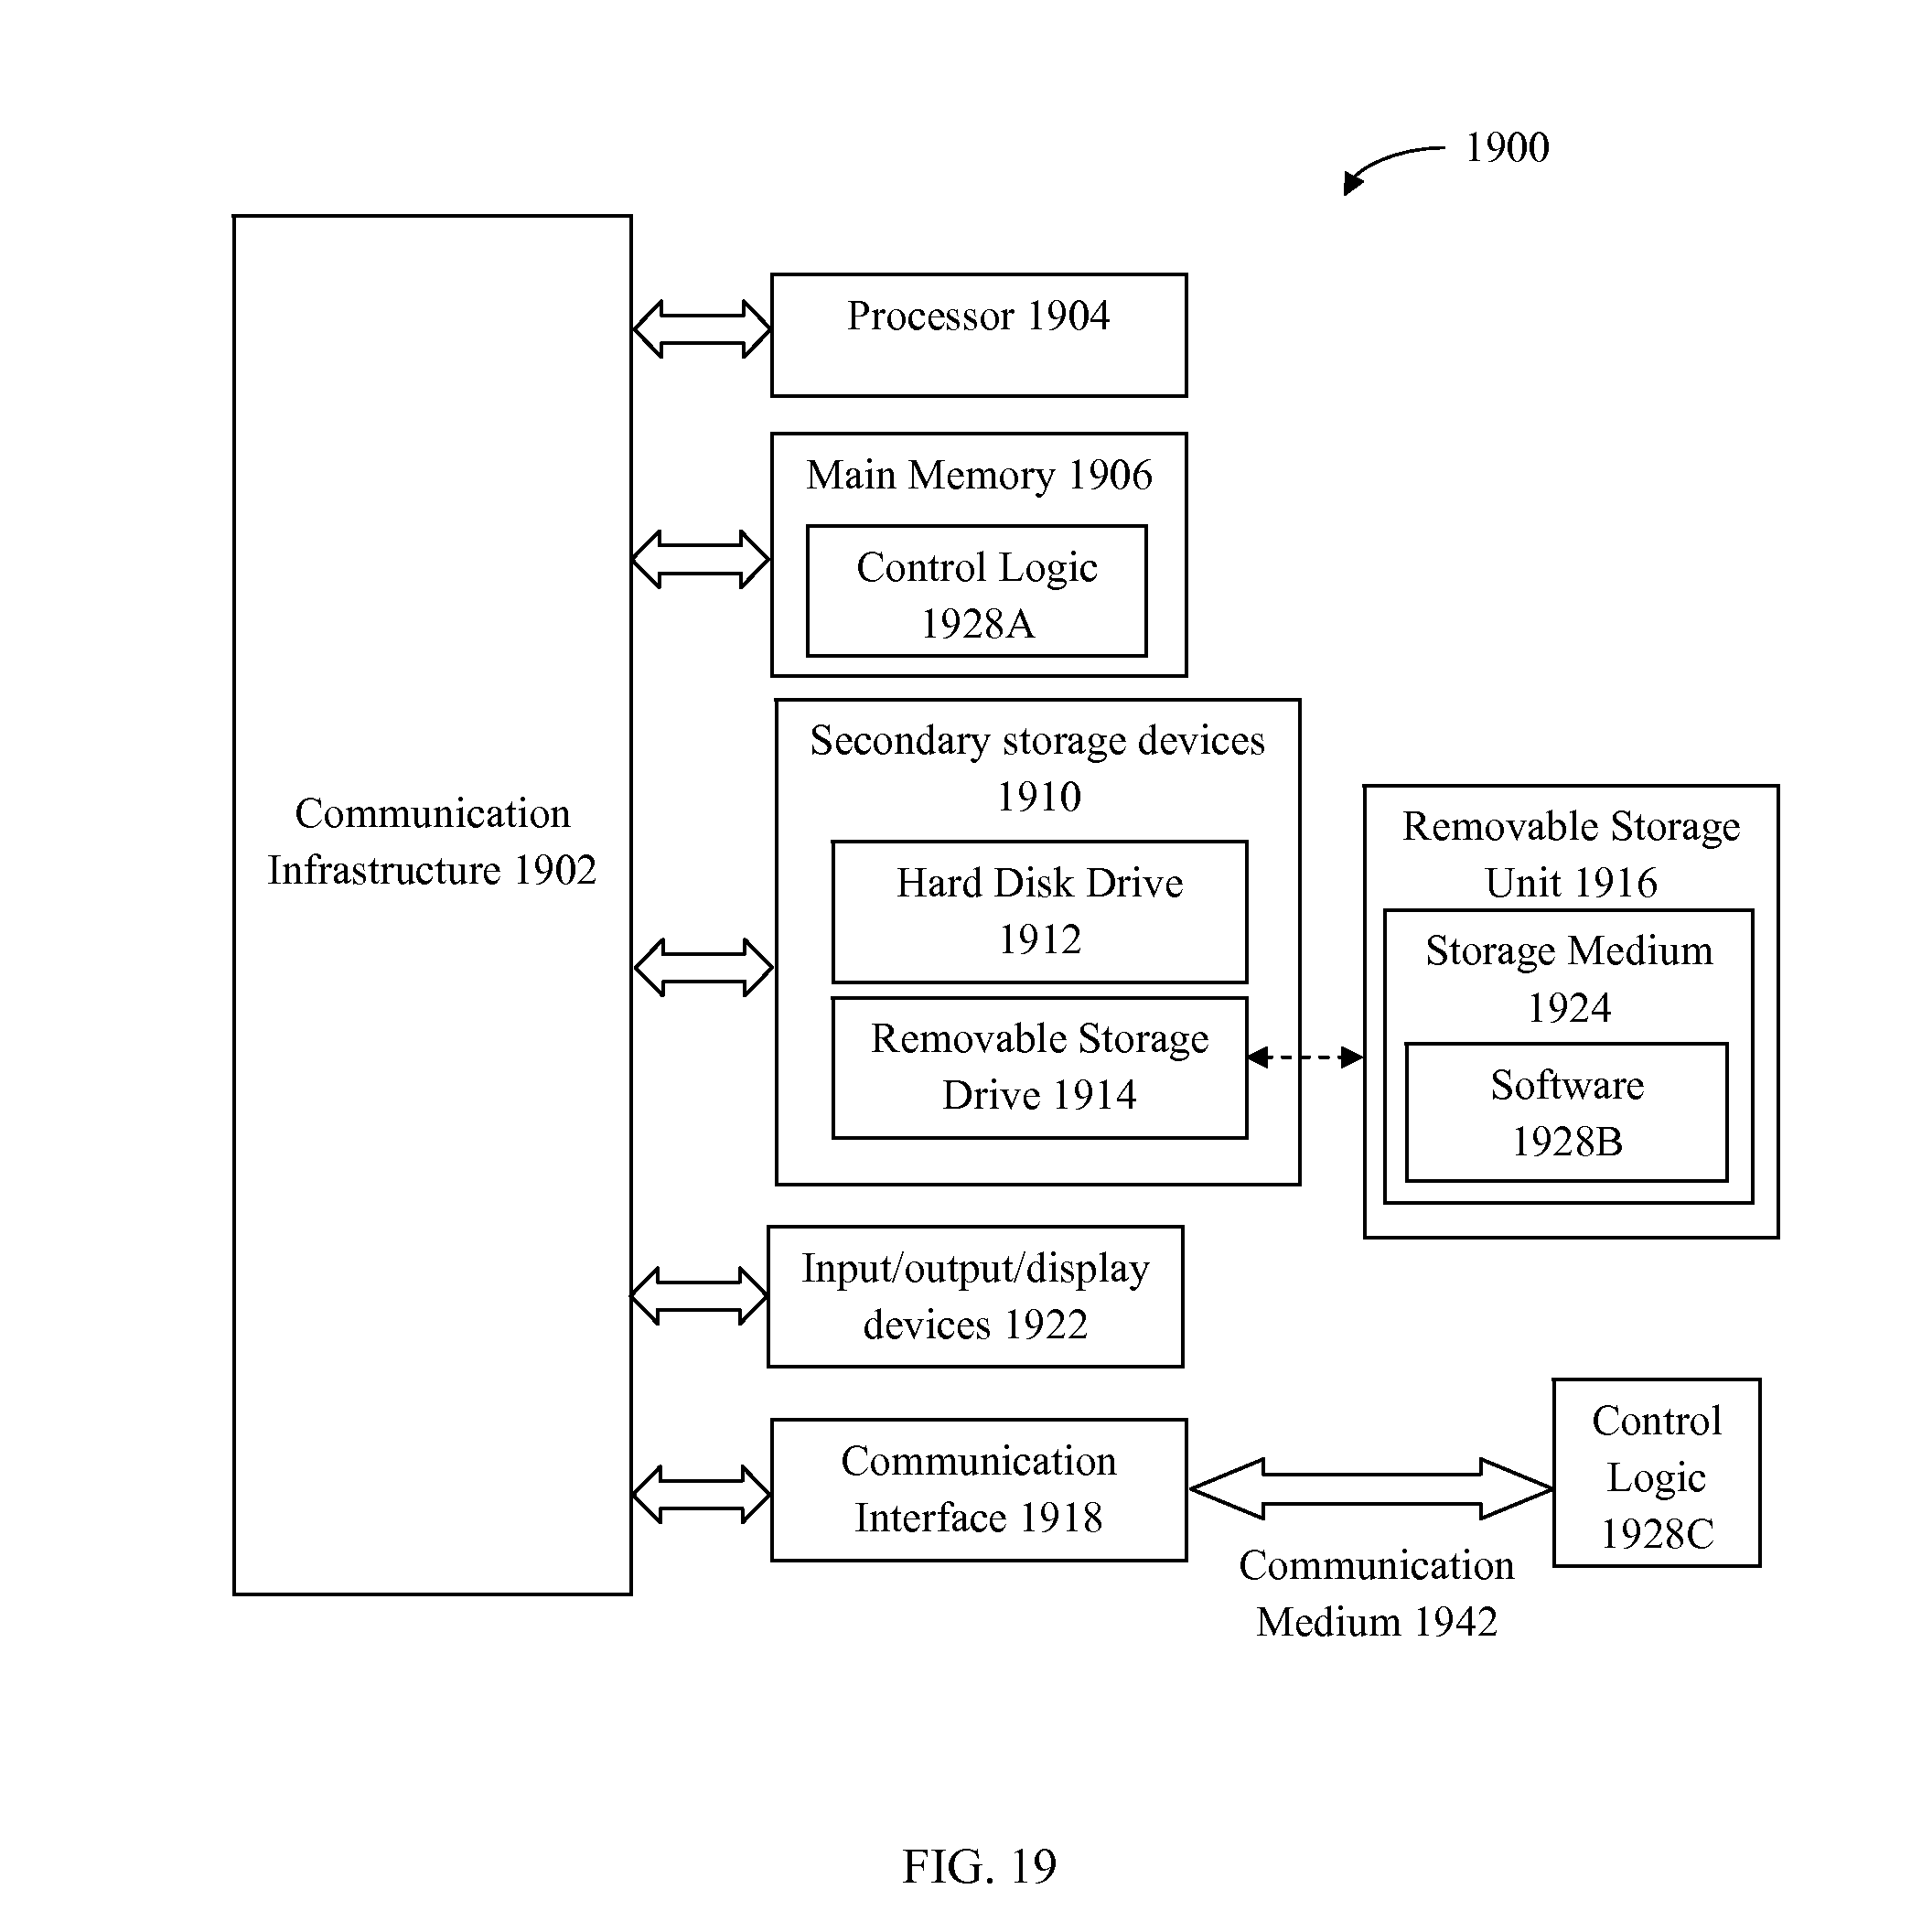 1900
Communication
Infrastructure 1902
Processor 1904
Main Memory 1906
Control Logic
1928A
Secondary storage devices
1910
Hard Disk Drive
1912
Removable Storage
Drive 1914
Removable Storage
Unit 1916
Storage Medium
1924
Software
1928B
Input/output/display
devices 1922
Communication
Interface 1918
Communication
Medium 1942
Control
Logic
1928C
FIG. 19